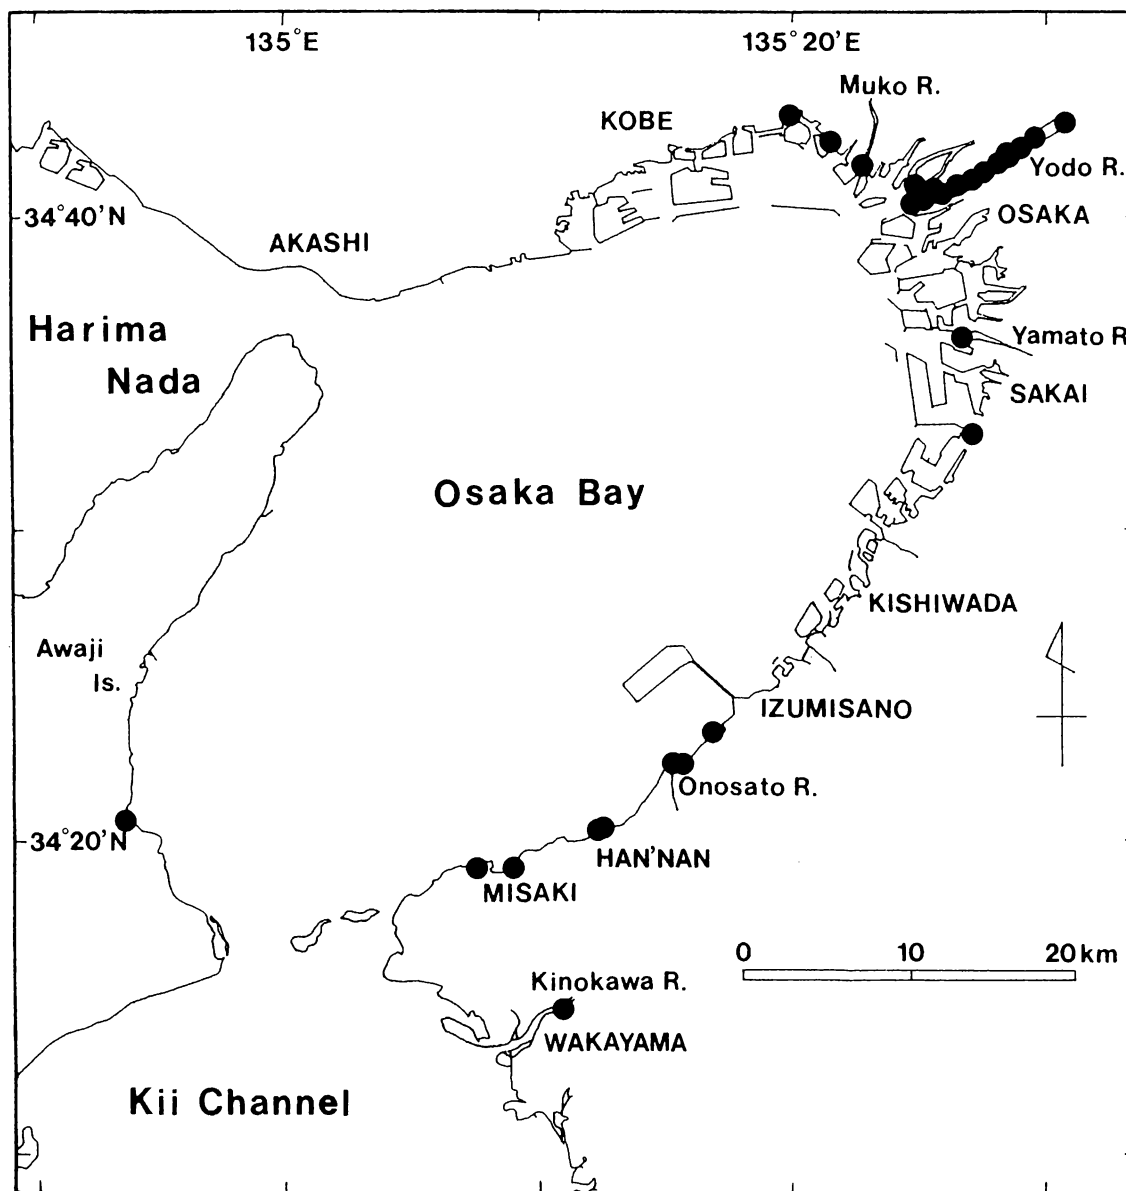 135°E
135°20'E
Muko R.
KOBE
Yodo R.
34°40'N
OSAKA
AKASHI
Harima
Nada
Yamato R
SAKAI
Osaka Bay
KISHIWADA
Awaji
Is.
IZUMISANO
Onosato R.
34°20'N
HAN'NAN
MISAKI
0 10 20km
Kinokawa R.
WAKAYAMA
Kii Channel